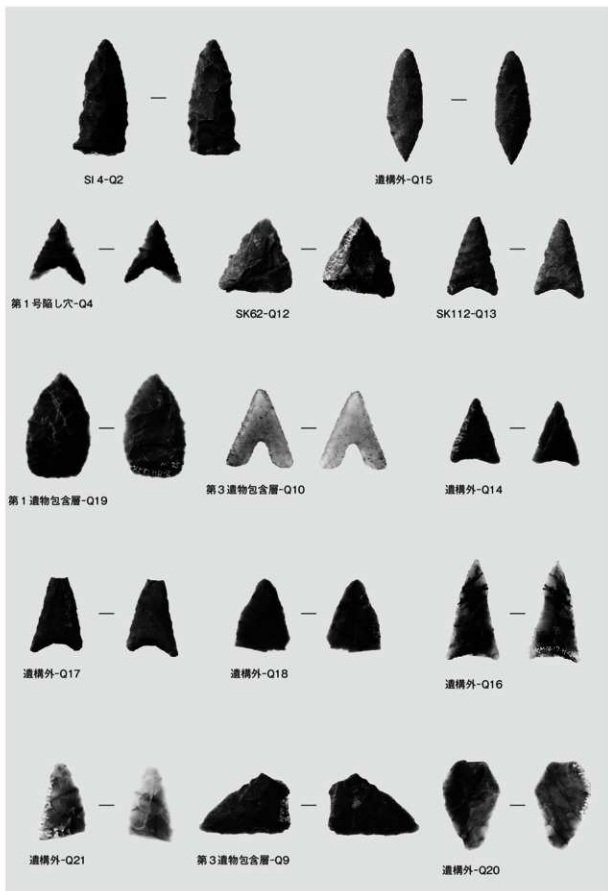 SI 4-Q2
遺構外-Q15
第1号陥し穴-Q4
SK62-Q12
SK112-Q13
第1遺物包含層-Q19
第3遺物包含層-Q10
遺構外-Q14
遺構外-Q17
遺構外-Q18
遺構外-Q16
遺構外-Q21
第3遺物包含層-Q9
遺構外-Q20